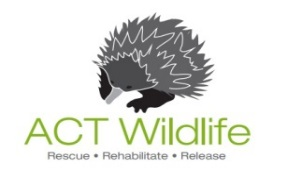 ACT Wildlife
Rescue • Rehabilitate • Release